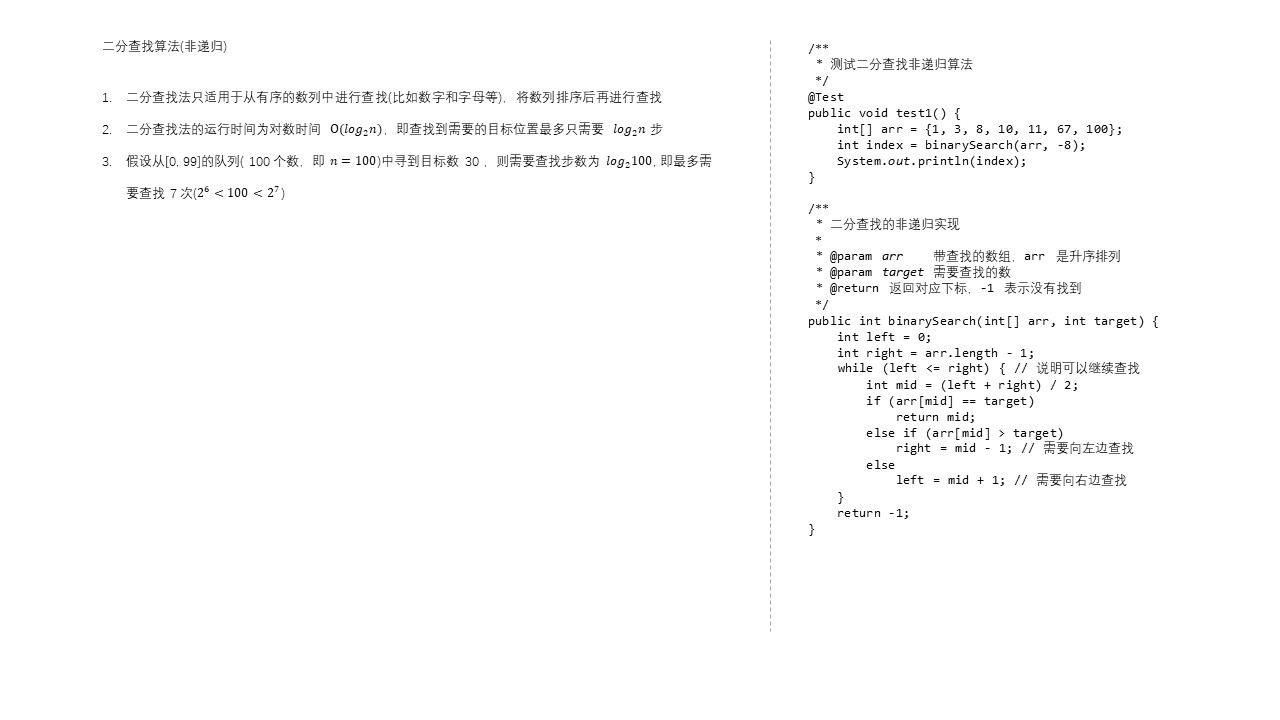 二分查找算法(非递归)
1. 二分查找法只适用于从有序的数列中进行查找(比如数字和字母等)，将数列排序后再进行查找
2. 二分查找法的运行时间为对数时间 O(log₂n)，即查找到需要的目标位置最多只需要 log₂n 步
3. 假设从[0, 99]的队列( 100 个数，即 n = 100)中寻到目标数 30 ，则需要查找步数为 log₂100, 即最多需
要查找 7 次(2⁶ < 100 < 2⁷)
/**
 * 测试二分查找非递归算法
 */
@Test
public void test1() {
    int[] arr = {1, 3, 8, 10, 11, 67, 100};
    int index = binarySearch(arr, -8);
    System.out.println(index);
}
/**
 * 二分查找的非递归实现
 *
 * @param arr    带查找的数组，arr 是升序排列
 * @param target 需要查找的数
 * @return 返回对应下标，-1 表示没有找到
 */
public int binarySearch(int[] arr, int target) {
    int left = 0;
    int right = arr.length - 1;
    while (left <= right) { // 说明可以继续查找
        int mid = (left + right) / 2;
        if (arr[mid] == target)
            return mid;
        else if (arr[mid] > target)
            right = mid - 1; // 需要向左边查找
        else
            left = mid + 1; // 需要向右边查找
    }
    return -1;
}